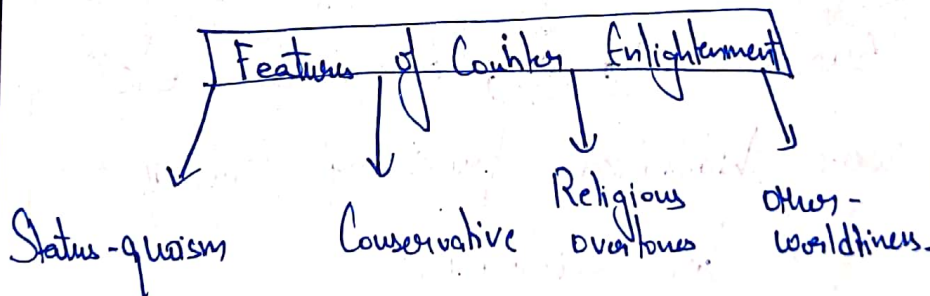 Features of Counter Enlightenment
Status-quoism
Conservative
Religious
overtones
Other-
worldliness.